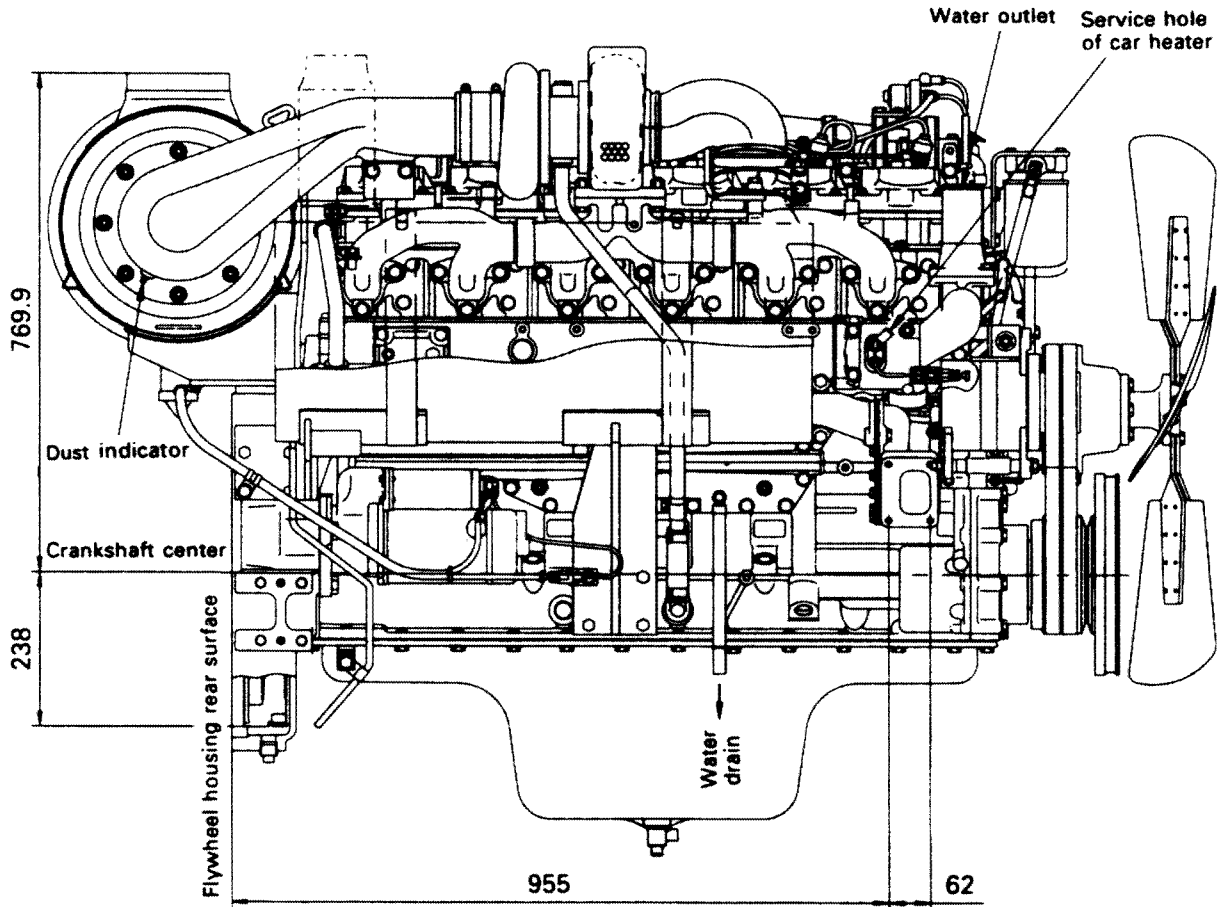 Water outlet
Service hole
of car heater
769.9
Dust indicator
Crankshaft center
238
Flywheel housing rear surface
Water
drain
955
62